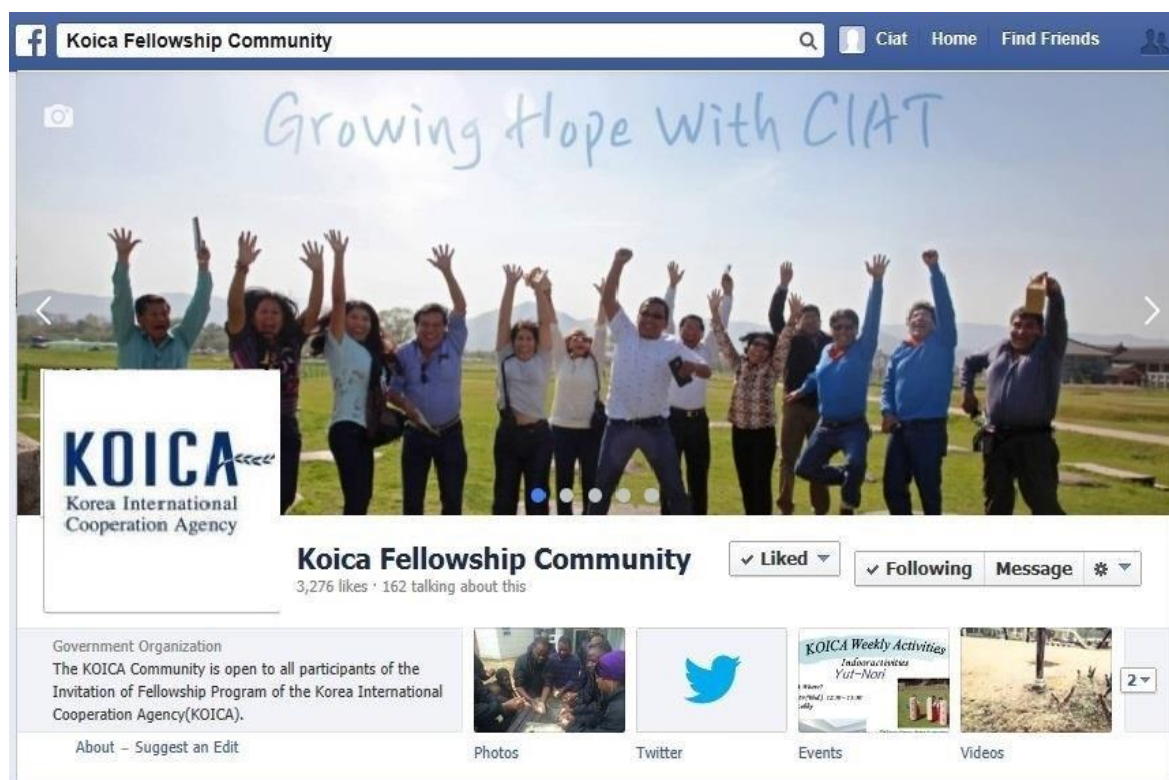 Koica Fellowship Community
Ciat Home Find Friends
Growing Hope With CIAT
KOICA
Korea International
Cooperation Agency
Koica Fellowship Community
Liked
Following Message
3,276 likes · 162 talking about this
Government Organization
The KOICA Community is open to all participants of the
Invitation of Fellowship Program of the Korea International
Cooperation Agency(KOICA).
About – Suggest an Edit
KOICA Weekly Activities
Indooractivities
Yut-Nori
Photos
Twitter
Events
Videos
2